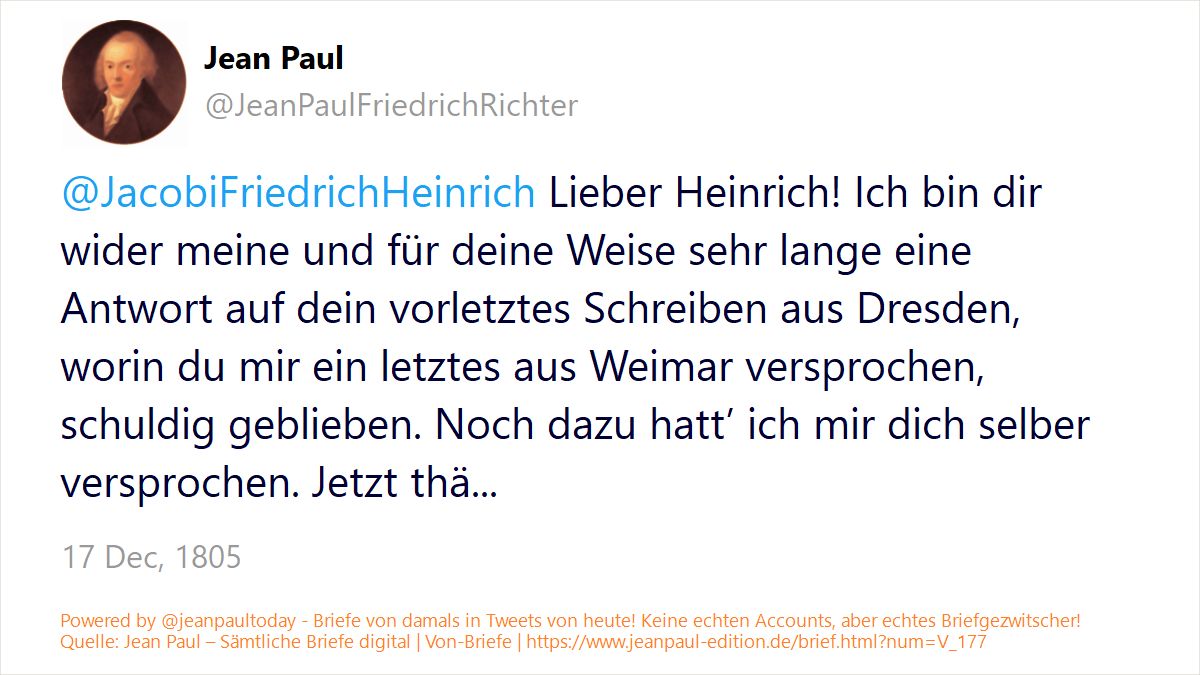 Jean Paul
@JeanPaulFriedrichRichter
@JacobiFriedrichHeinrich Lieber Heinrich! Ich bin dir
wider meine und für deine Weise sehr lange eine
Antwort auf dein vorletztes Schreiben aus Dresden,
worin du mir ein letztes aus Weimar versprochen,
schuldig geblieben. Noch dazu hatt’ ich mir dich selber
versprochen. Jetzt thä...
17 Dec, 1805
Powered by @jeanpaultoday - Briefe von damals in Tweets von heute! Keine echten Accounts, aber echtes Briefgezwitscher!
Quelle: Jean Paul – Sämtliche Briefe digital | Von-Briefe | https://www.jeanpaul-edition.de/brief.html?num=V_177